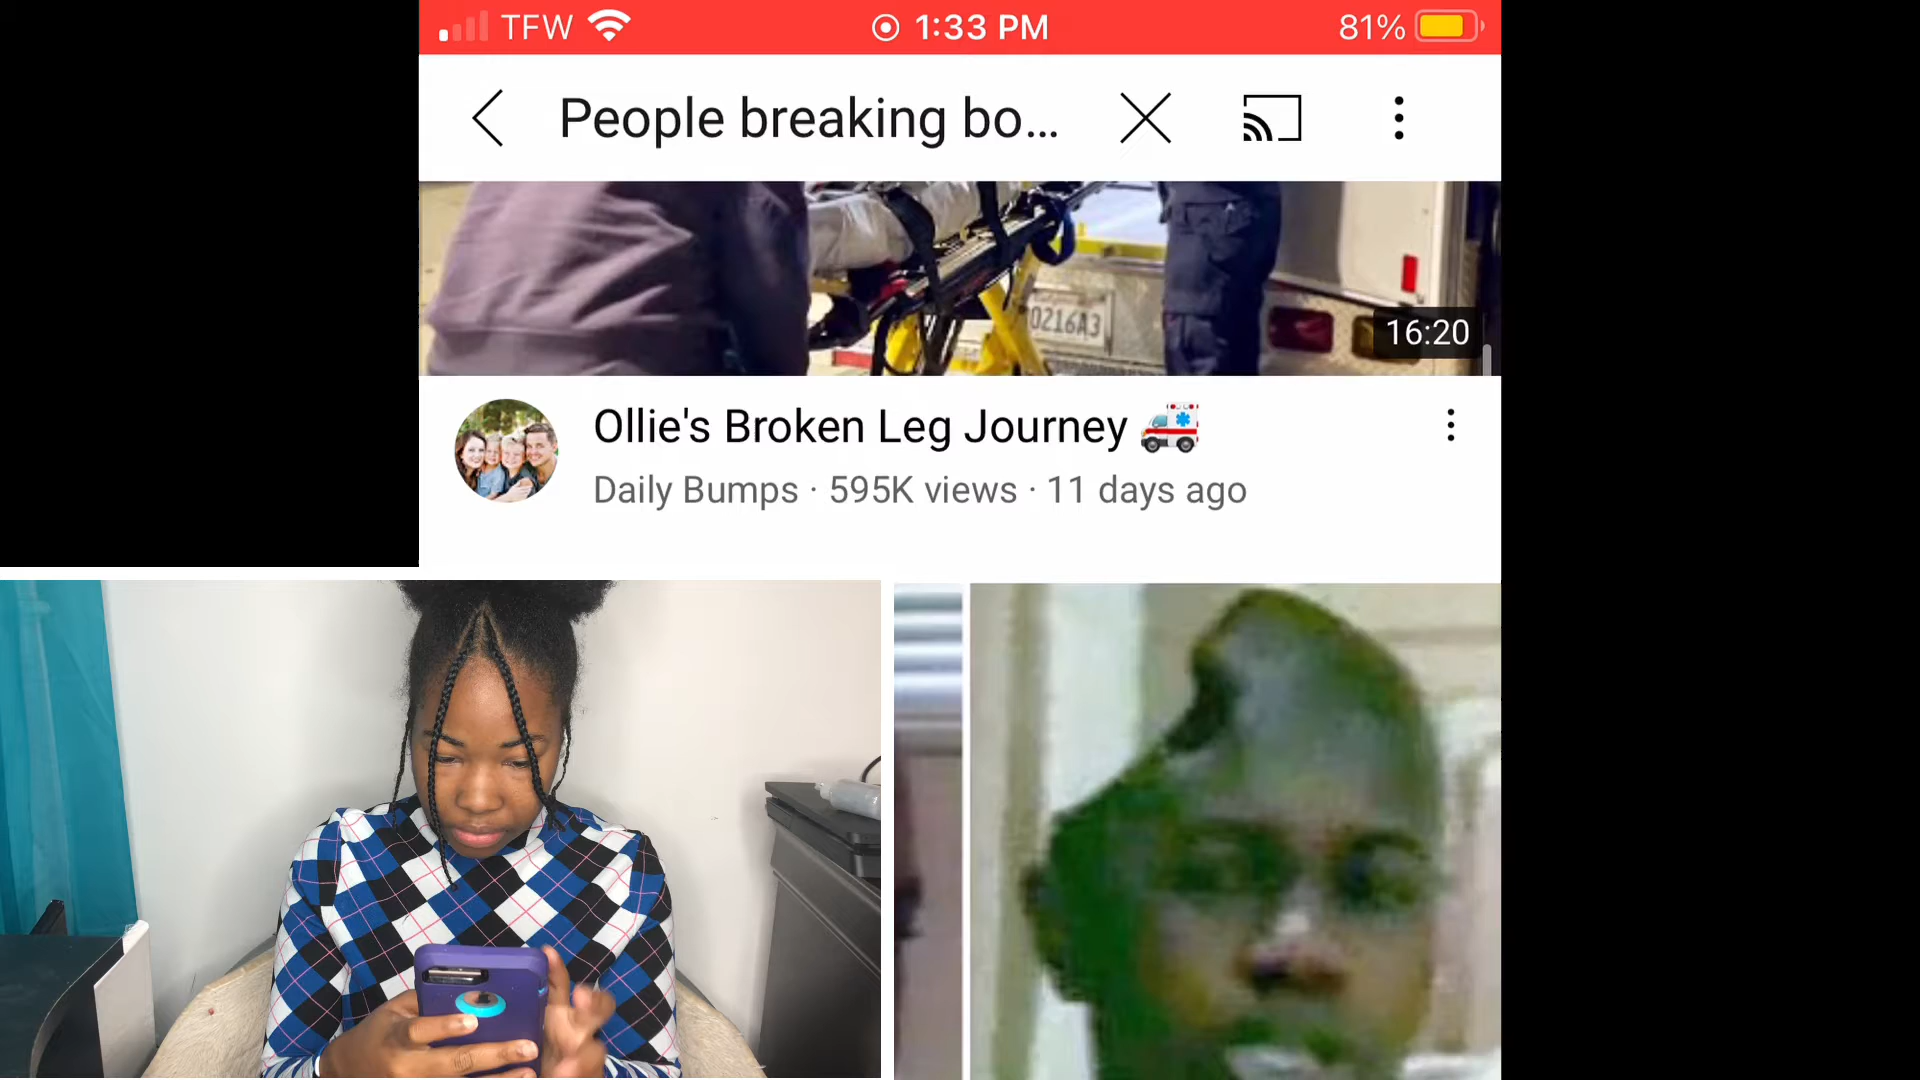 TFW 1:33 PM 81%
People breaking bo...
0216A3
16:20
Ollie's Broken Leg Journey 🚑
Daily Bumps · 595K views · 11 days ago